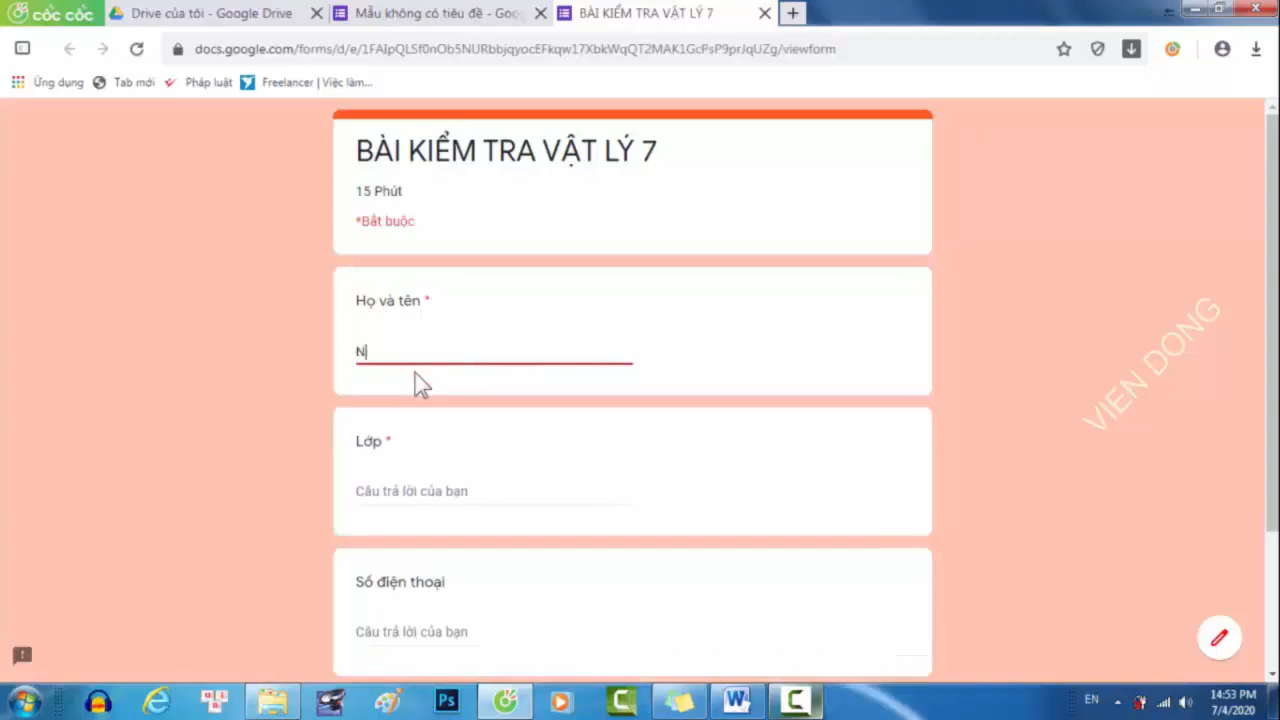 cốc cốc
Drive của tôi - Google Drive
Mẫu không có tiêu đề - Goo
BÀI KIỂM TRA VẬT LÝ 7
docs.google.com/forms/d/e/1FAIpQLSf0nOb5NURbbjqyocEFkqw17XbkWqQT2MAK1GcPsP9prJqUZg/viewform
Ứng dụng
Tab mới
Pháp luật
Freelancer | Việc làm...
BÀI KIỂM TRA VẬT LÝ 7
15 Phút
*Bắt buộc
Họ và tên *
N
VIEN DONG
Lớp *
Câu trả lời của bạn
Số điện thoại
Câu trả lời của bạn
Ps
W
C
C
EN
14:53 PM
7/4/2020